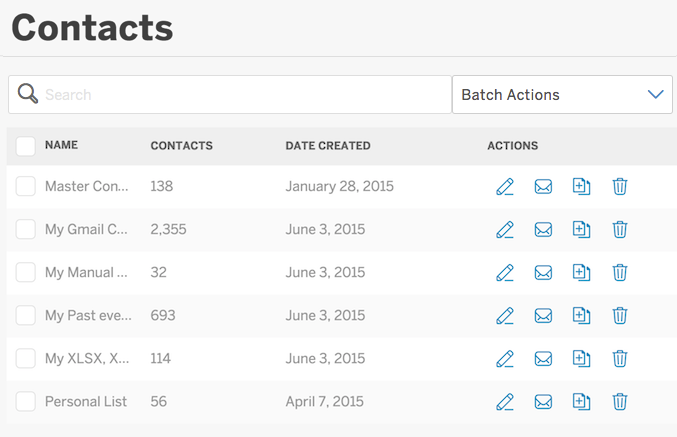 Contacts
Search
Batch Actions
NAME CONTACTS DATE CREATED ACTIONS
Master Con... 138 January 28, 2015
My Gmail C... 2,355 June 3, 2015
My Manual ... 32 June 3, 2015
My Past eve... 693 June 3, 2015
My XLSX, X... 114 June 3, 2015
Personal List 56 April 7, 2015